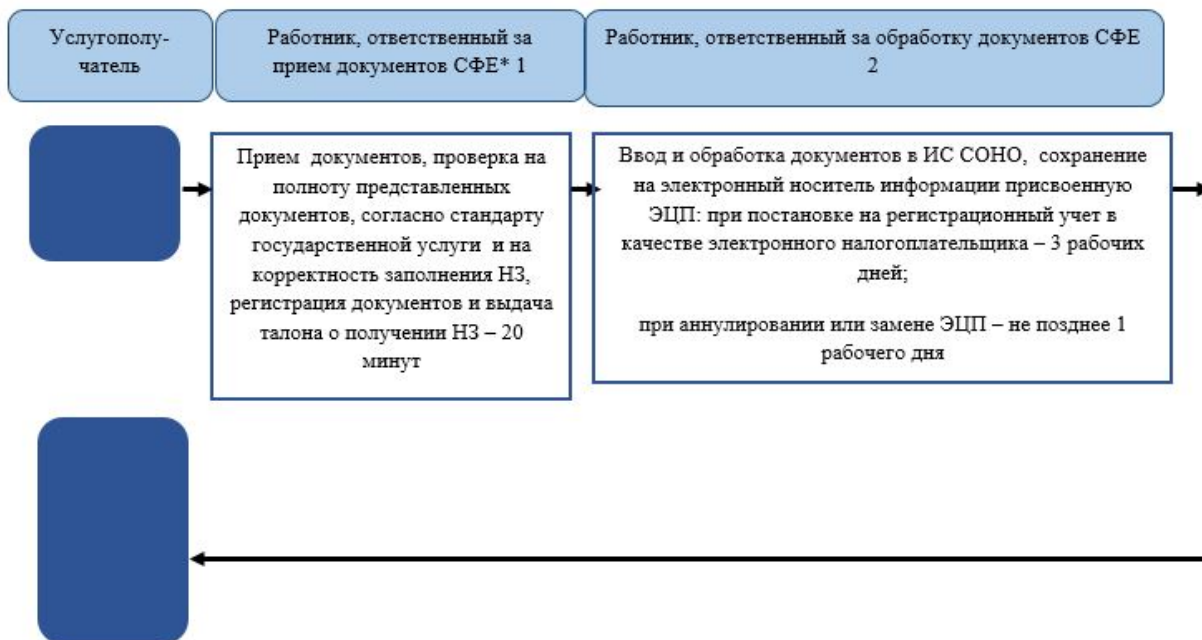 Услугополу-
чатель
Работник, ответственный за
прием документов СФЕ* 1
Работник, ответственный за обработку документов СФЕ
2
Прием документов, проверка на
полноту представленных
документов, согласно стандарту
государственной услуги и на
корректность заполнения НЗ,
регистрация документов и выдача
талона о получении НЗ – 20
минут
Ввод и обработка документов в ИС СОНО, сохранение
на электронный носитель информации присвоенную
ЭЦП: при постановке на регистрационный учет в
качестве электронного налогоплательщика – 3 рабочих
дней;
при аннулировании или замене ЭЦП – не позднее 1
рабочего дня